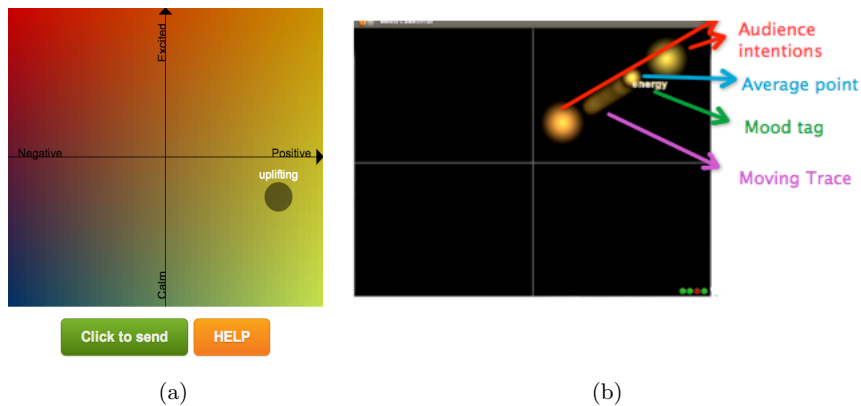 Excited
Negative
Positive
uplifting
Calm
Click to send
HELP
(a)
Audience
intentions
Average point
energy
Mood tag
Moving Trace
(b)